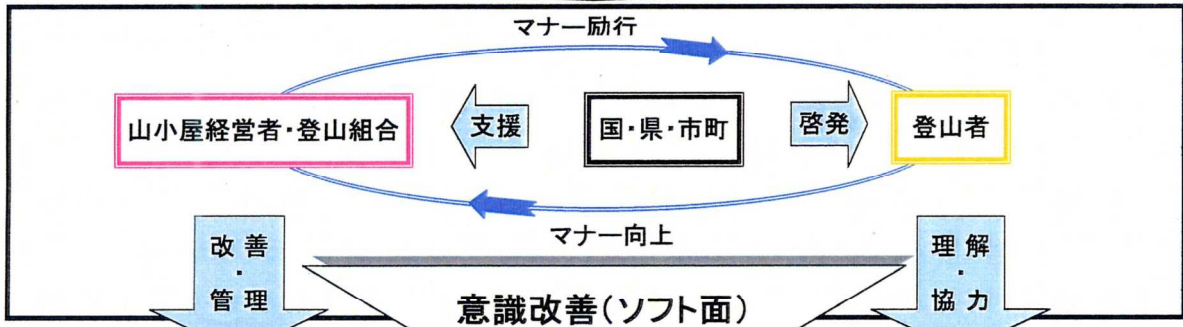 マナー励行
山小屋経営者・登山組合
支援
国・県・市町
啓発
登山者
マナー向上
改善
・
管理
理解
・
協力
意識改善(ソフト面)